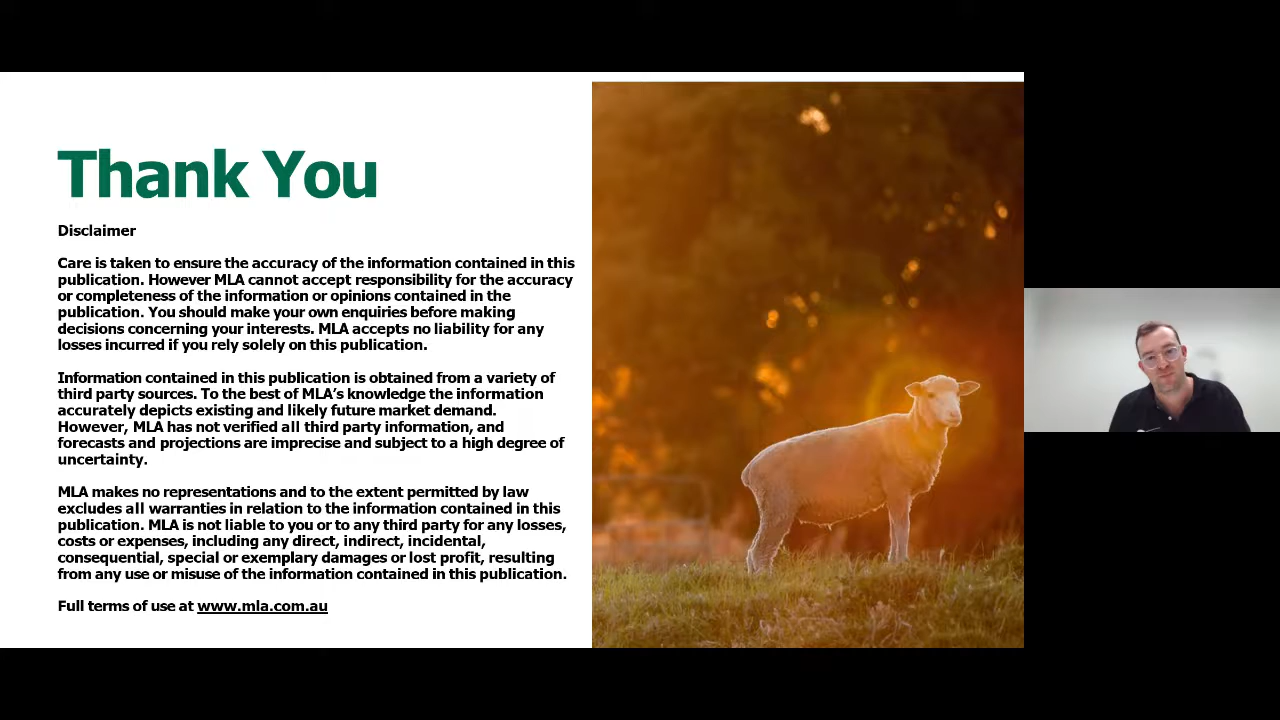 Thank You
Disclaimer
Care is taken to ensure the accuracy of the information contained in this
publication. However MLA cannot accept responsibility for the accuracy
or completeness of the information or opinions contained in the
publication. You should make your own enquiries before making
decisions concerning your interests. MLA accepts no liability for any
losses incurred if you rely solely on this publication.
Information contained in this publication is obtained from a variety of
third party sources. To the best of MLA’s knowledge the information
accurately depicts existing and likely future market demand.
However, MLA has not verified all third party information, and
forecasts and projections are imprecise and subject to a high degree of
uncertainty.
MLA makes no representations and to the extent permitted by law
excludes all warranties in relation to the information contained in this
publication. MLA is not liable to you or to any third party for any losses,
costs or expenses, including any direct, indirect, incidental,
consequential, special or exemplary damages or lost profit, resulting
from any use or misuse of the information contained in this publication.
Full terms of use at www.mla.com.au